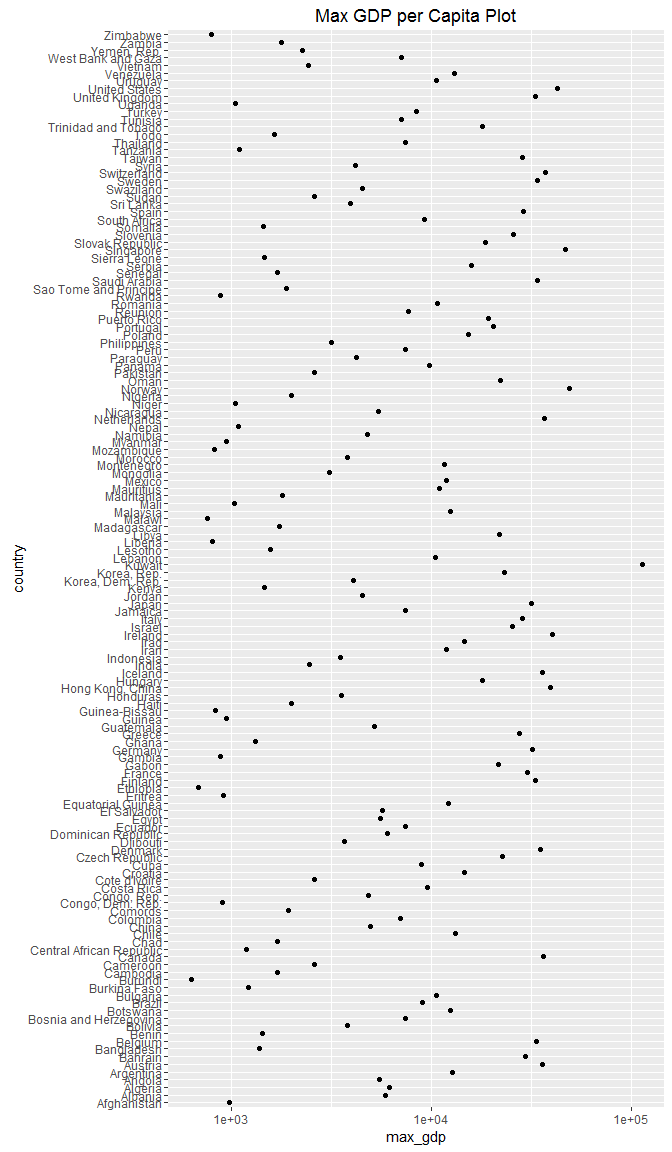 Max GDP per Capita Plot
Zimbabwe
Zambia
Yemen, Rep.
West Bank and Gaza
Vietnam
Venezuela
Uruguay
United States
United Kingdom
Uganda
Turkey
Tunisia
Trinidad and Tobago
Togo
Thailand
Tanzania
Taiwan
Syria
Switzerland
Sweden
Swaziland
Sudan
Sri Lanka
Spain
South Africa
Somalia
Slovenia
Slovak Republic
Singapore
Sierra Leone
Serbia
Senegal
Saudi Arabia
Sao Tome and Principe
Rwanda
Romania
Reunion
Puerto Rico
Portugal
Poland
Philippines
Peru
Paraguay
Panama
Pakistan
Oman
Norway
Nigeria
Niger
Nicaragua
Netherlands
Nepal
Namibia
Myanmar
Mozambique
Morocco
Montenegro
Mongolia
Mexico
Mauritius
Mauritania
Mali
Malaysia
Malawi
Madagascar
Libya
Liberia
Lesotho
Lebanon
Kuwait
Korea, Rep.
Korea, Dem. Rep.
Kenya
Jordan
Japan
Jamaica
Italy
Israel
Ireland
Iraq
Iran
Indonesia
India
Iceland
Hungary
Hong Kong, China
Honduras
Haiti
Guinea-Bissau
Guinea
Guatemala
Greece
Ghana
Germany
Gambia
Gabon
France
Finland
Ethiopia
Eritrea
Equatorial Guinea
El Salvador
Egypt
Ecuador
Dominican Republic
Djibouti
Denmark
Czech Republic
Cuba
Croatia
Cote d'Ivoire
Costa Rica
Congo, Rep.
Congo, Dem. Rep.
Comoros
Colombia
China
Chile
Chad
Central African Republic
Canada
Cameroon
Cambodia
Burundi
Burkina Faso
Bulgaria
Brazil
Botswana
Bosnia and Herzegovina
Bolivia
Benin
Belgium
Bangladesh
Bahrain
Austria
Argentina
Angola
Algeria
Albania
Afghanistan
country
1e+03 1e+04 1e+05
max_gdp